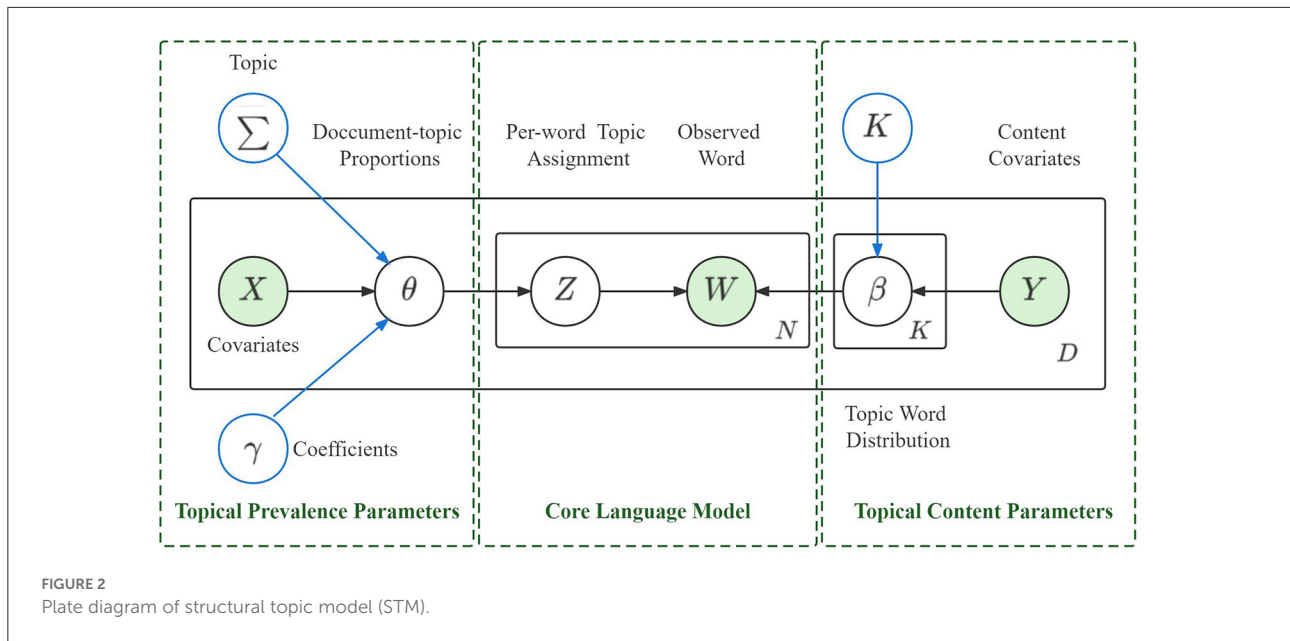 Topic
∑
Doccument-topic
Proportions
Per-word Topic
Assignment
Observed
Word
K
Content
Covariates
X
θ
Z
W
β
Y
N
K
D
Covariates
γ
Coefficients
Topic Word
Distribution
Topical Prevalence Parameters
Core Language Model
Topical Content Parameters
FIGURE 2
Plate diagram of structural topic model (STM).